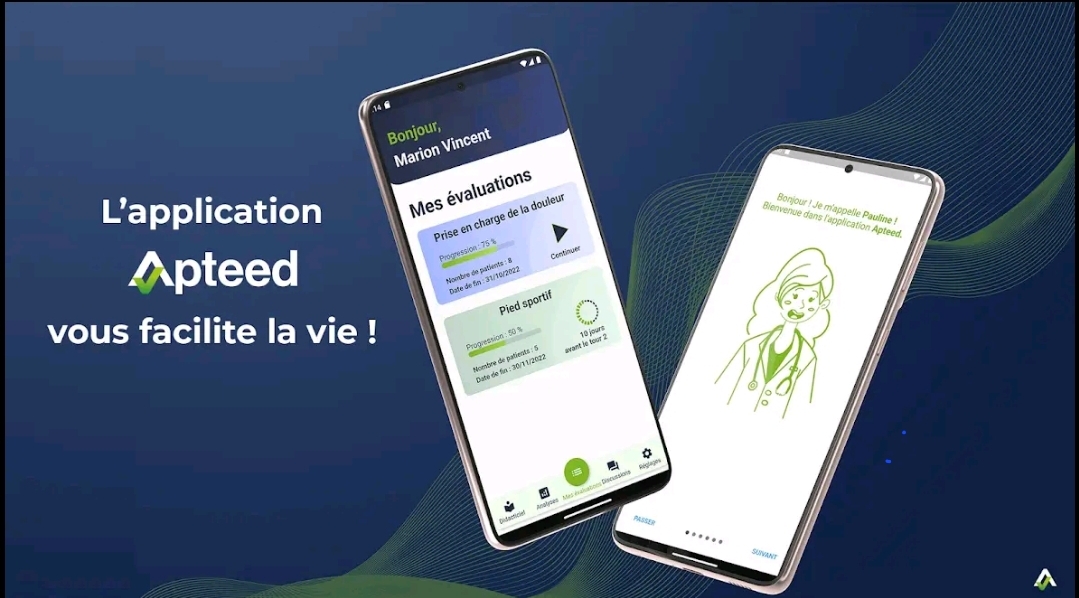 L'application
Apteed
vous facilite la vie !
:14
Bonjour,
Marion Vincent
Mes évaluations
Prise en charge de la douleur
Progression : 75 %
Nombre de patients : 8
Date de fin : 31/10/2022
Continuer
Pied sportif
Progression : 50 %
Nombre de patients : 5
Date de fin : 30/11/2022
10 jours
avant le tour 2
Didacticiel
Analyses
Mes évaluations
Discussions
Réglages
Bonjour ! Je m'appelle Pauline !
Bienvenue dans l'application Apteed.
PASSER
SUIVANT